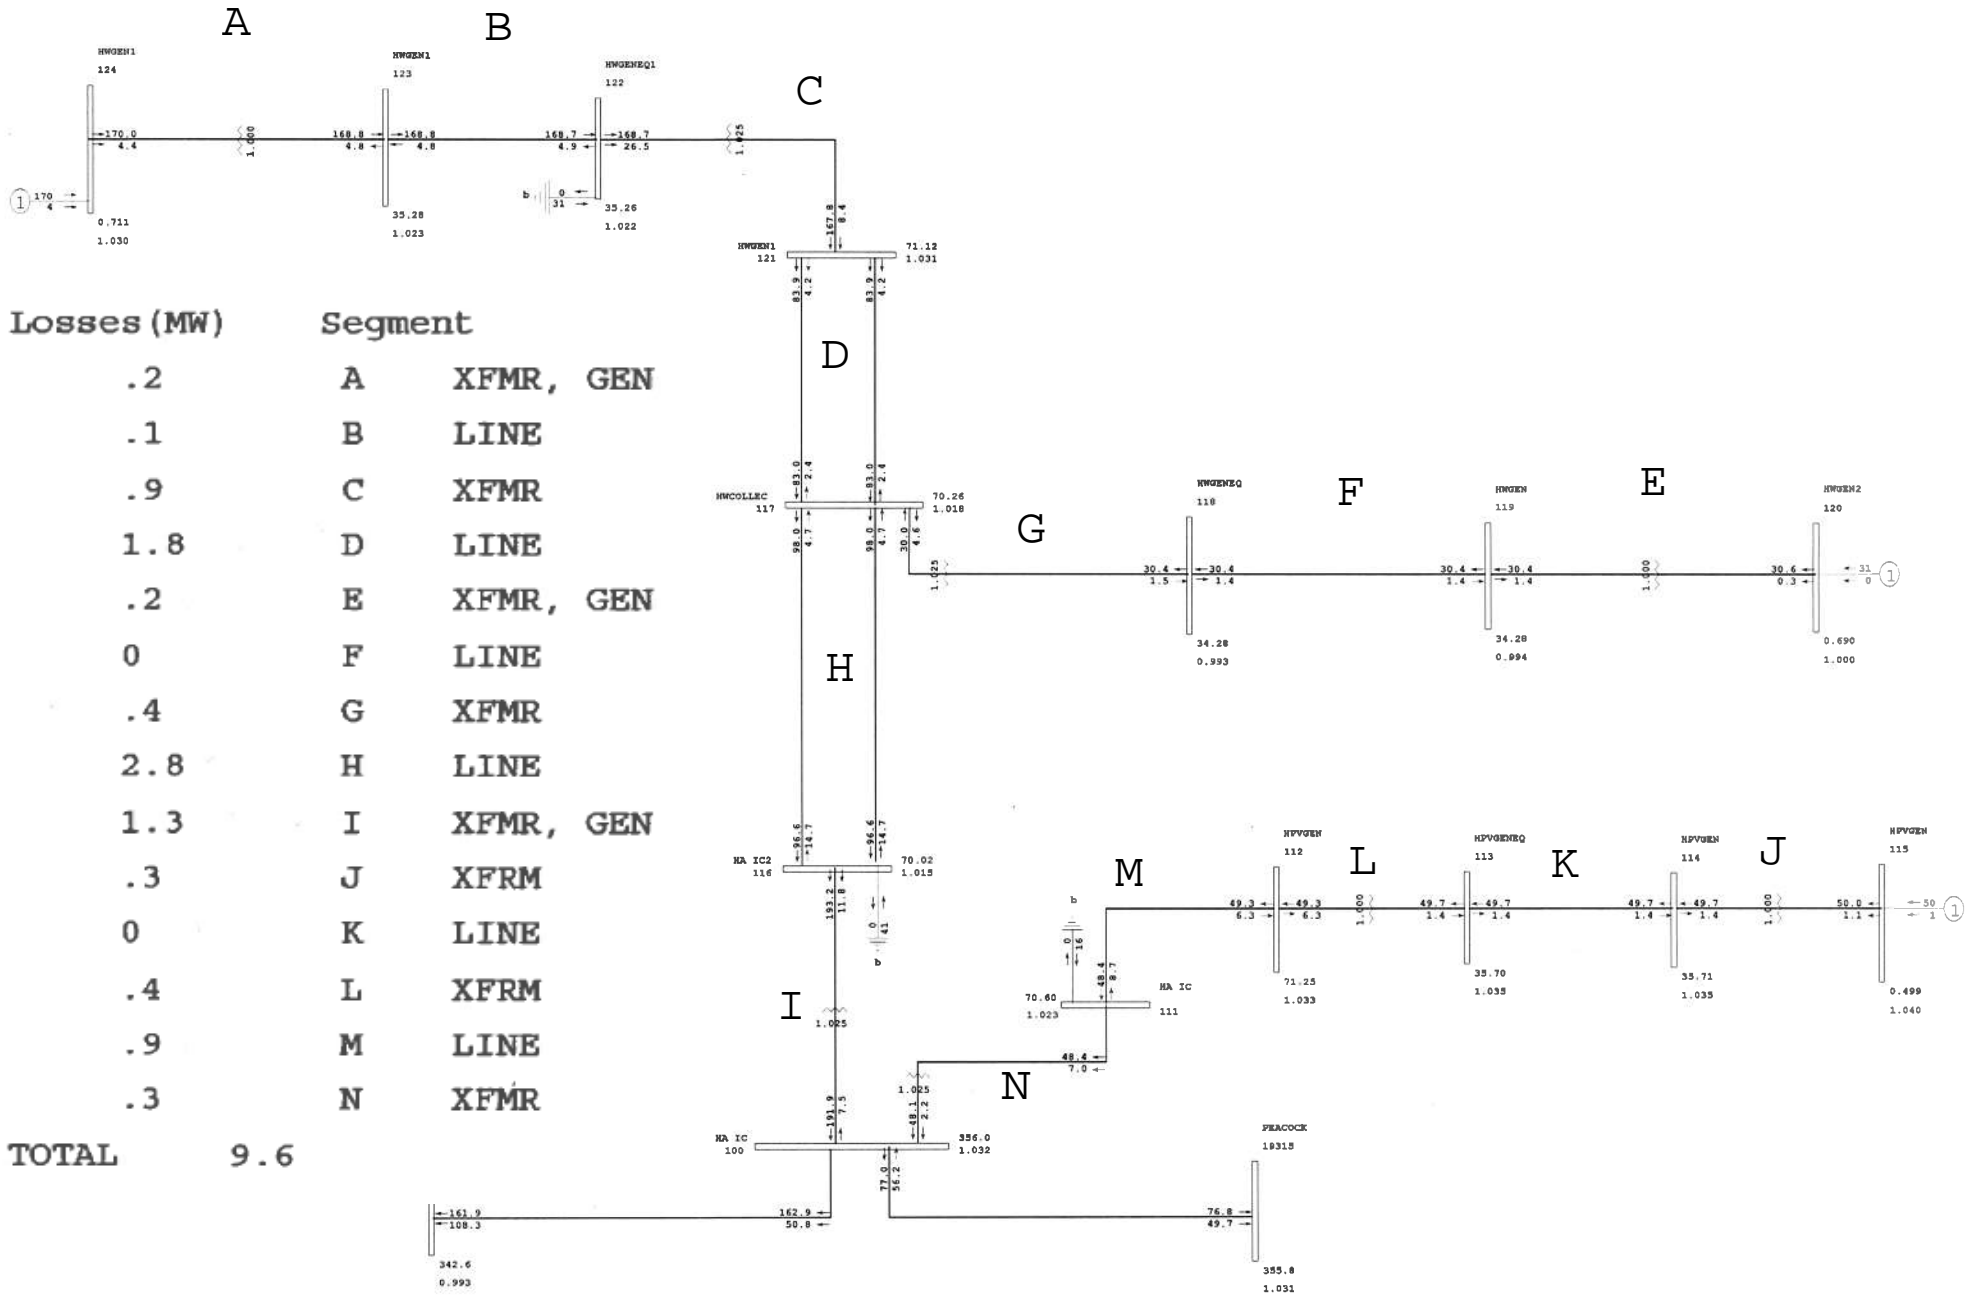 A
B
C
HWGEN1
124
HWGEN1
123
HWGENEQ1
122
170.0
4.4
1.000
168.8
4.8
168.8
4.8
168.7
4.9
168.7
26.5
1.025
1
170
4
b
0
31
0.711
1.030
35.28
1.023
35.26
1.022
167.8
8.4
HWGEN1
121
71.12
1.031
83.9
4.2
83.9
4.2
D
83.0
2.4
83.0
2.4
HWCOLLEC
117
70.26
1.018
98.0
4.7
98.0
4.7
30.0
4.6
1.025
G
HWGENEQ
118
F
HWGEN
119
E
HWGEN2
120
30.4
1.5
30.4
1.4
30.4
1.4
30.4
1.4
1.000
30.6
0.3
31
0
1
34.28
0.993
34.28
0.994
0.690
1.000
H
96.6
14.7
96.6
14.7
HA IC2
116
70.02
1.015
193.2
11.8
0
41
b
I
1.025
191.9
7.5
M
HPVGEN
112
L
HPVGENEQ
113
K
HPVGEN
114
J
HPVGEN
115
49.3
6.3
49.3
6.3
1.000
49.7
1.4
49.7
1.4
49.7
1.4
49.7
1.4
1.000
50.0
1.1
50
1
1
71.25
1.033
35.70
1.035
35.71
1.035
0.499
1.040
b
0
16
48.4
8.7
70.60
1.023
HA IC
111
48.4
7.0
N
1.025
48.1
2.2
HA IC
100
356.0
1.032
77.0
56.2
PEACOCK
19315
161.9
108.3
162.9
50.8
76.8
49.7
342.6
0.993
355.8
1.031
Losses(MW) Segment
.2 A XFMR, GEN
.1 B LINE
.9 C XFMR
1.8 D LINE
.2 E XFMR, GEN
0 F LINE
.4 G XFMR
2.8 H LINE
1.3 I XFMR, GEN
.3 J XFRM
0 K LINE
.4 L XFRM
.9 M LINE
.3 N XFMR
TOTAL 9.6